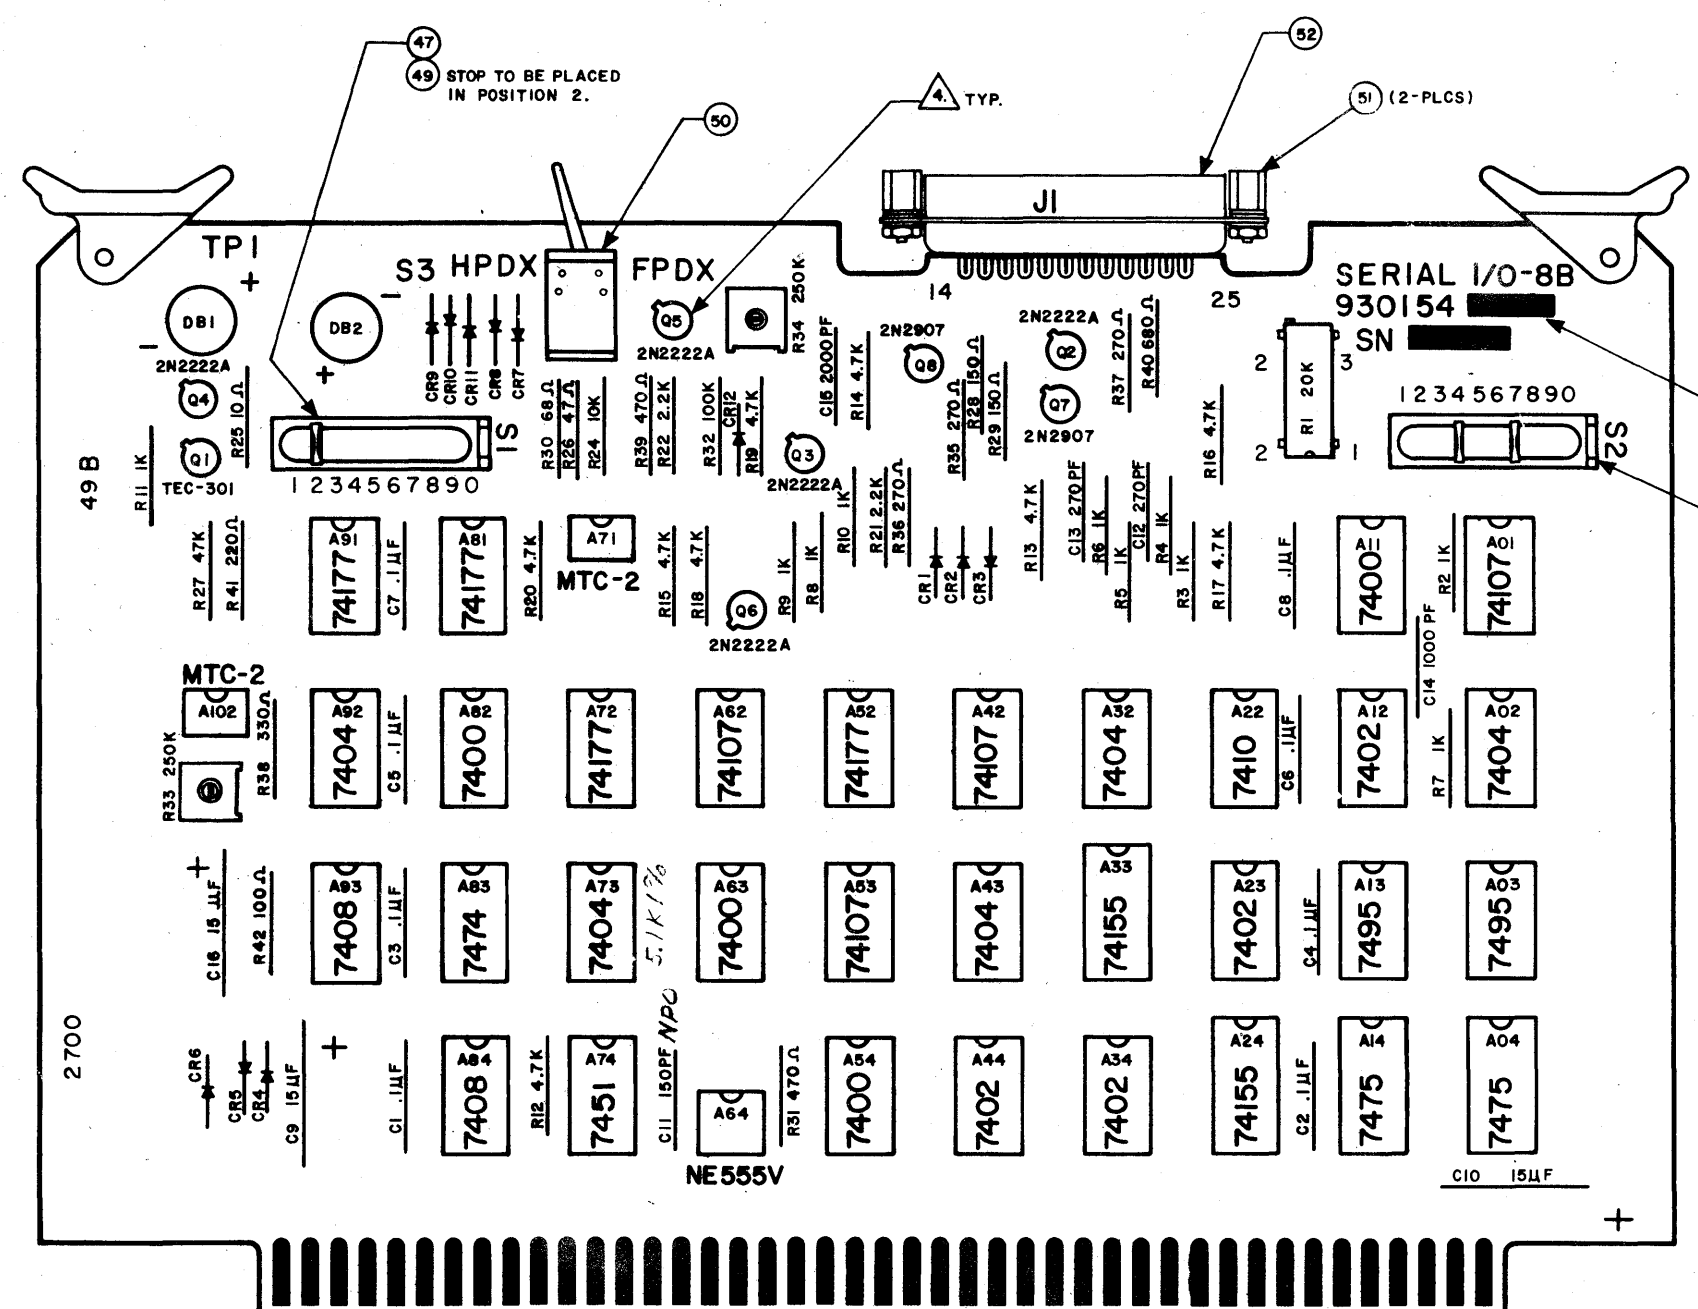 47
49 STOP TO BE PLACED
IN POSITION 2.
50
4. TYP.
52
51 (2-PLCS)
J1
14
25
TP1
+
DB1
−
−
DB2
+
S3 HPDX
FPDX
SERIAL I/O-8B
930154
SN
CR9
CR10
CR11
CR8
CR7
Q5
2N2222A
R34 250K
C15 2000PF
R14 4.7K
2N2907
Q8
R28 150Ω
R35 270Ω
R29 150Ω
2N2222A
Q2
Q7
2N2907
R37 270Ω
R40 680Ω
2
3
R1 20K
2
1
1234567890
S2
2N2222A
Q4
R25 10Ω
Q1
TEC-301
R11 1K
49B
S1
1234567890
R30 68Ω
R26 47Ω
R24 10K
R39 470Ω
R22 2.2K
R32 100K
CR12
R19 4.7K
Q3
2N2222A
R16 4.7K
R27 47K
R41 220Ω
A91
74177
C7 .1µF
A81
74177
R20 4.7K
A71
MTC-2
R15 4.7K
R18 4.7K
Q6
2N2222A
R9 1K
R8 1K
R10 1K
R21 2.2K
R36 270Ω
CR1
CR2
CR3
R13 4.7K
C13 270PF
R6 1K
R5 1K
C12 270PF
R4 1K
R3 1K
R17 4.7K
C8 .1µF
A11
74001
R2 1K
A01
74107
C14 1000PF
MTC-2
A102
R38 330Ω
R33 250K
A92
7404
C5 .1µF
A82
7400
A72
74177
A62
74107
A52
74177
A42
74107
A32
7404
A22
7410
C6 .1µF
A12
7402
R7 1K
A02
7404
+
C16 15µF
R42 100Ω
A93
7408
C3 .1µF
A83
7474
A73
7404
5.1K1%
A63
7400
A53
74107
A43
7404
A33
74155
A23
7402
C4 .1µF
A13
7495
A03
7495
2700
CR6
CR5
CR4
C9 15µF
+
C1 .1µF
A84
7408
R12 4.7K
A74
7451
C11 150PF NPO
A64
NE555V
R31 470Ω
A54
7400
A44
7402
A34
7402
A24
74155
C2 .1µF
A14
7475
A04
7475
C10 15µF
+